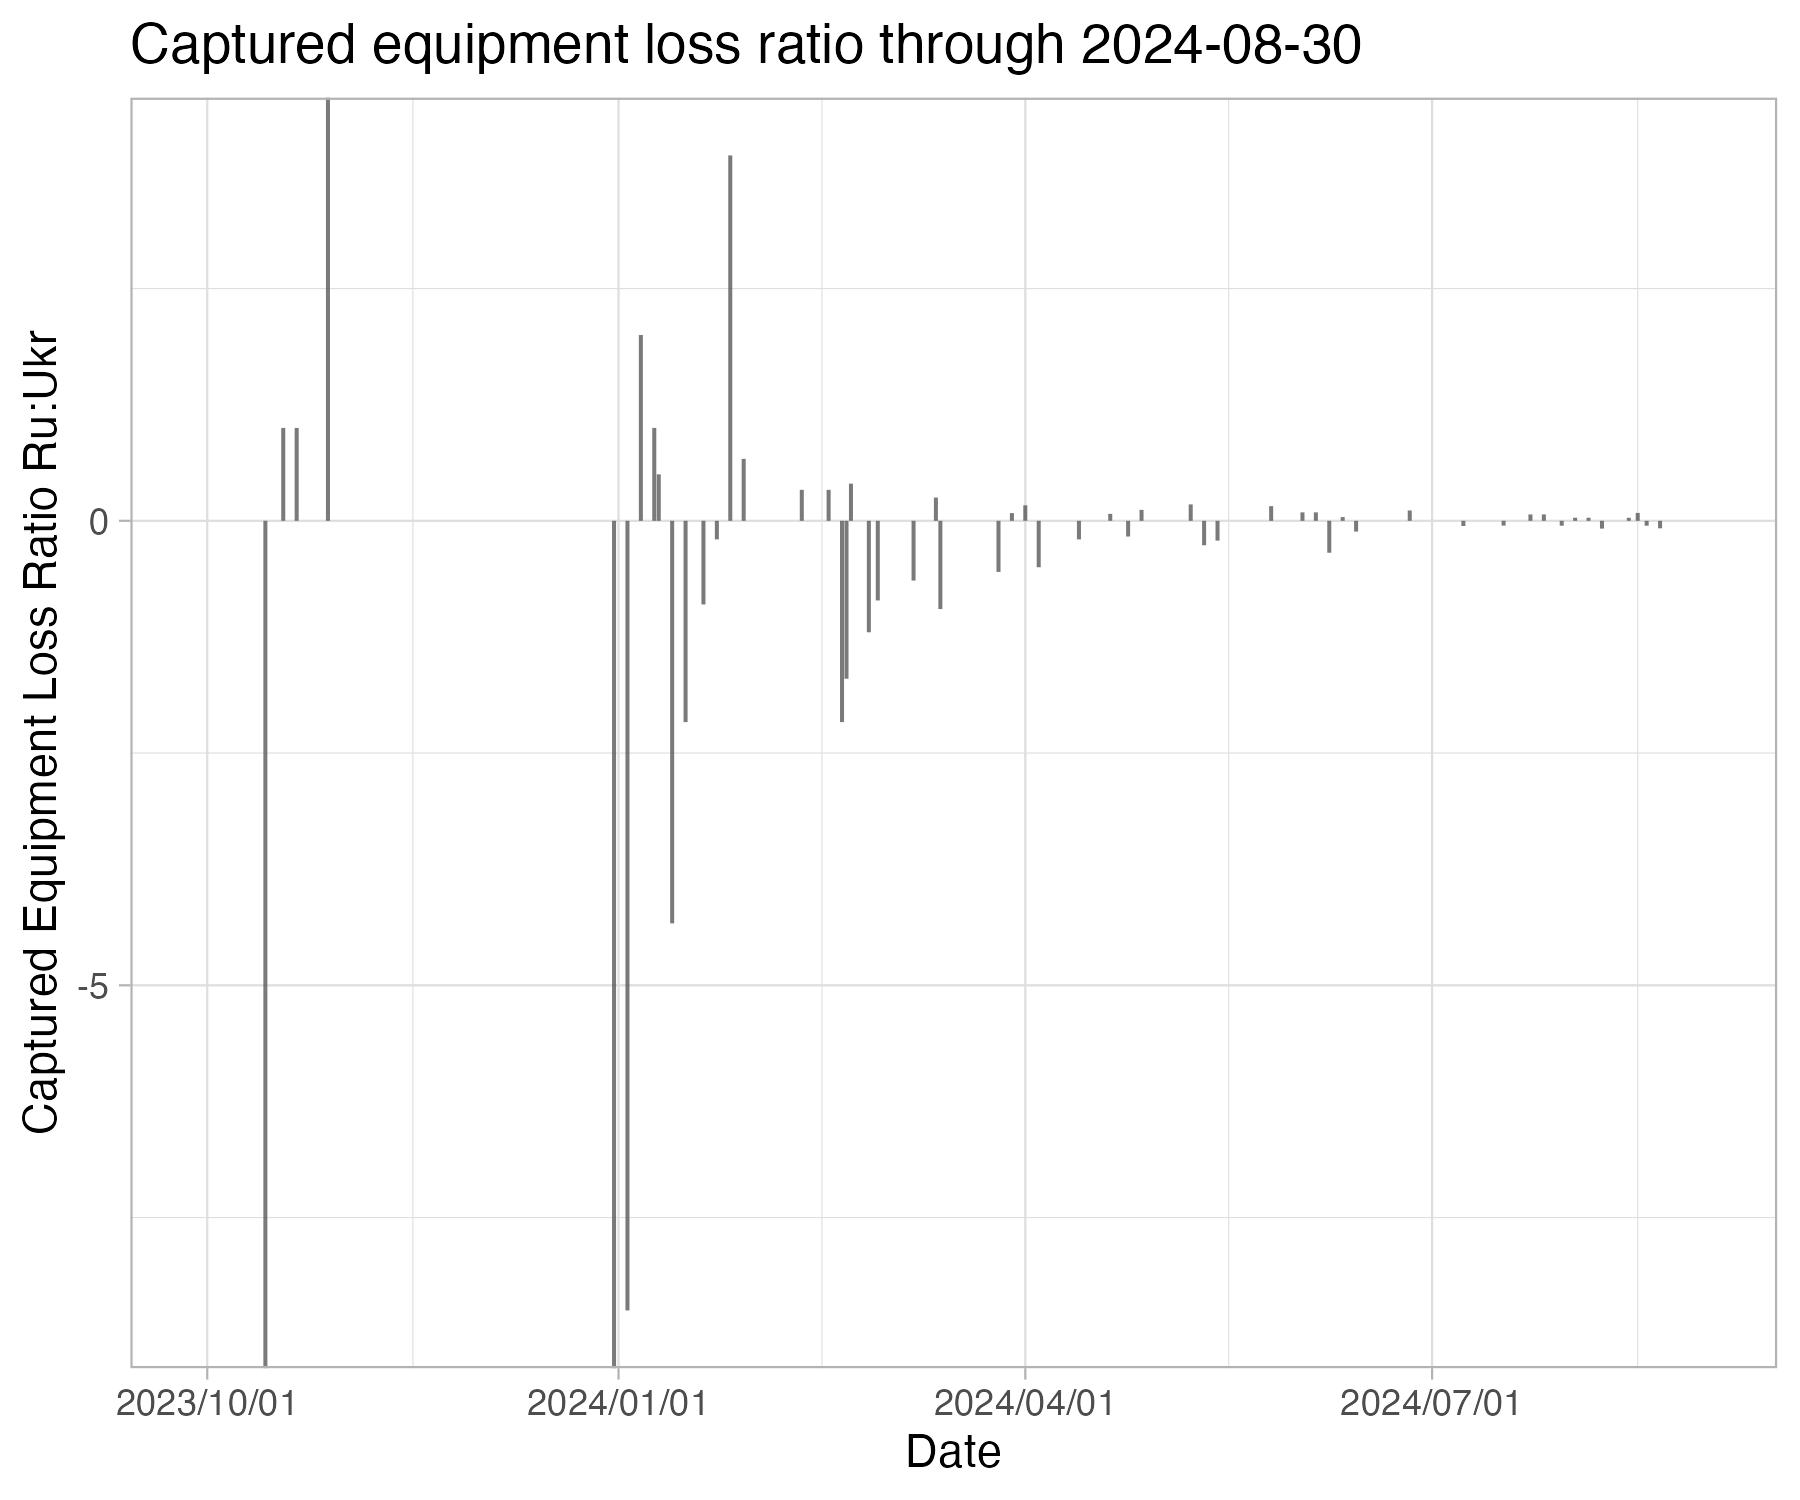 Captured equipment loss ratio through 2024-08-30
Captured Equipment Loss Ratio Ru:Ukr
0
-5
2023/10/01
2024/01/01
2024/04/01
2024/07/01
Date